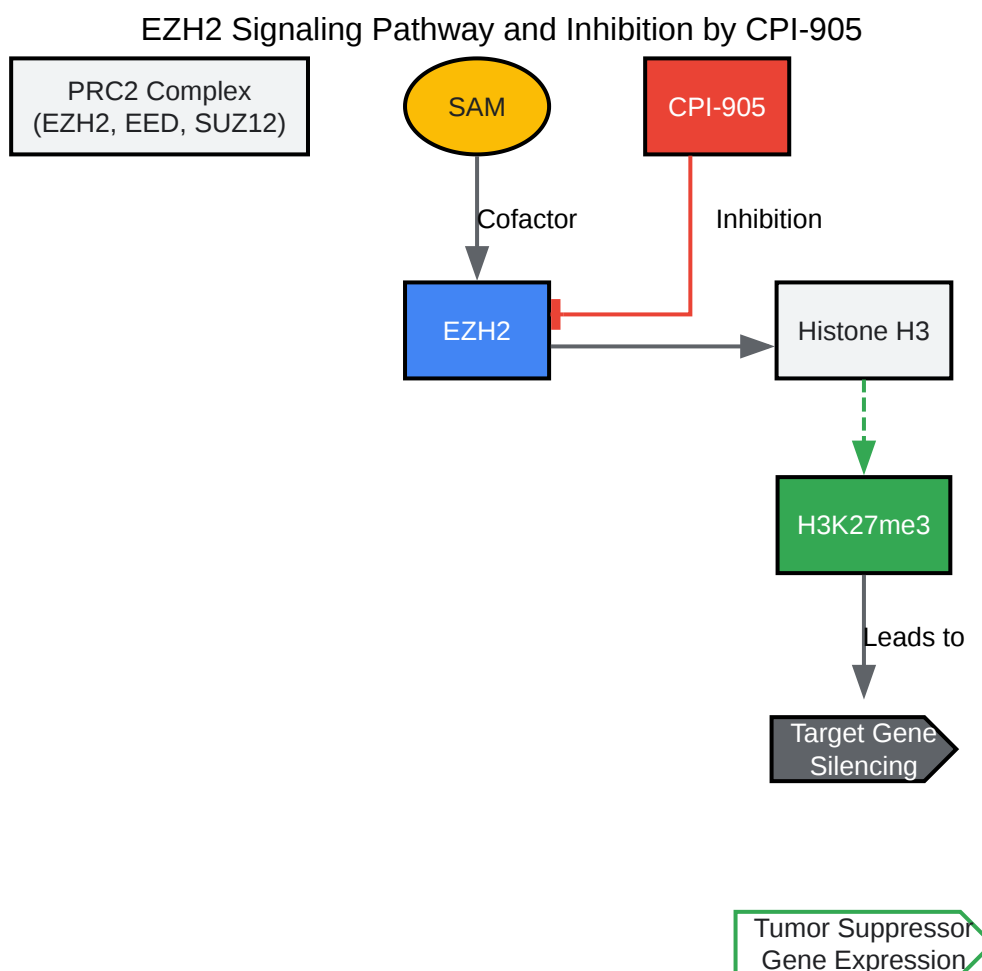 EZH2 Signaling Pathway and Inhibition by CPI-905
PRC2 Complex
(EZH2, EED, SUZ12)
SAM
CPI-905
Cofactor
Inhibition
EZH2
Histone H3
H3K27me3
Leads to
Target Gene
Silencing
Tumor Suppressor
Gene Expression